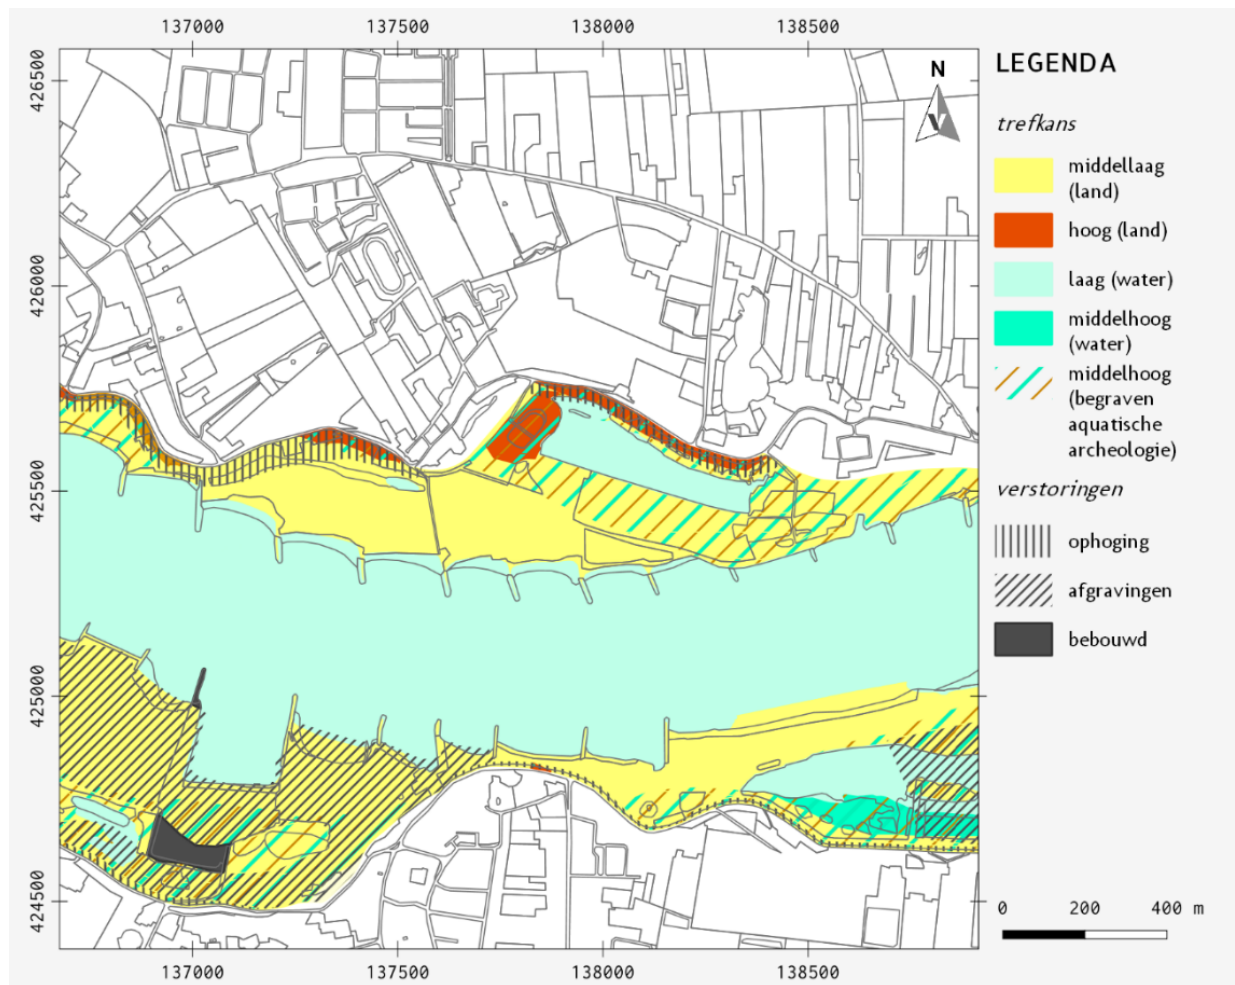 137000 137500 138000 138500
426500
426000
425500
425000
424500
N
LEGENDA
trefkans
middellaag
(land)
hoog (land)
laag (water)
middelhoog
(water)
middelhoog
(begraven
aquatische
archeologie)
verstoringen
ophoging
afgravingen
bebouwd
0 200 400 m
137000 137500 138000 138500